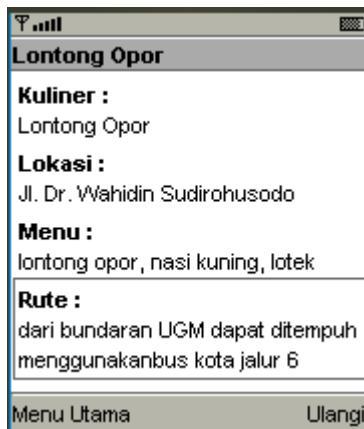 Lontong Opor
Kuliner :
Lontong Opor
Lokasi :
Jl. Dr. Wahidin Sudirohusodo
Menu :
lontong opor, nasi kuning, lotek
Rute :
dari bundaran UGM dapat ditempuh
menggunakanbus kota jalur 6
Menu Utama
Ulangi